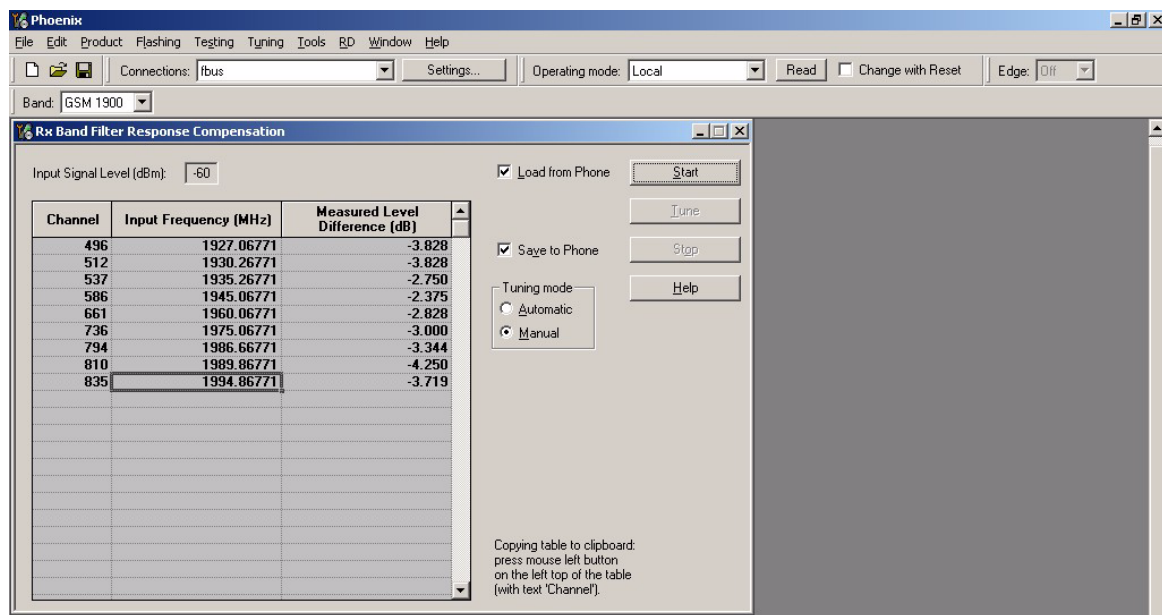 Phoenix
File Edit Product Flashing Testing Tuning Tools RD Window Help
Connections: fbus Settings... Operating mode: Local Read Change with Reset Edge: Off
Band: GSM 1900
Rx Band Filter Response Compensation
Input Signal Level (dBm): -60 Load from Phone Start
Channel Input Frequency (MHz) Measured Level Difference (dB) Tune
496 1927.06771 -3.828 Save to Phone Stop
512 1930.26771 -3.828
537 1935.26771 -2.750
586 1945.06771 -2.375 Tuning mode Help
661 1960.06771 -2.828 Automatic
736 1975.06771 -3.000 Manual
794 1986.66771 -3.344
810 1989.86771 -4.250
835 1994.86771 -3.719
Copying table to clipboard:
press mouse left button
on the left top of the table
(with text 'Channel').